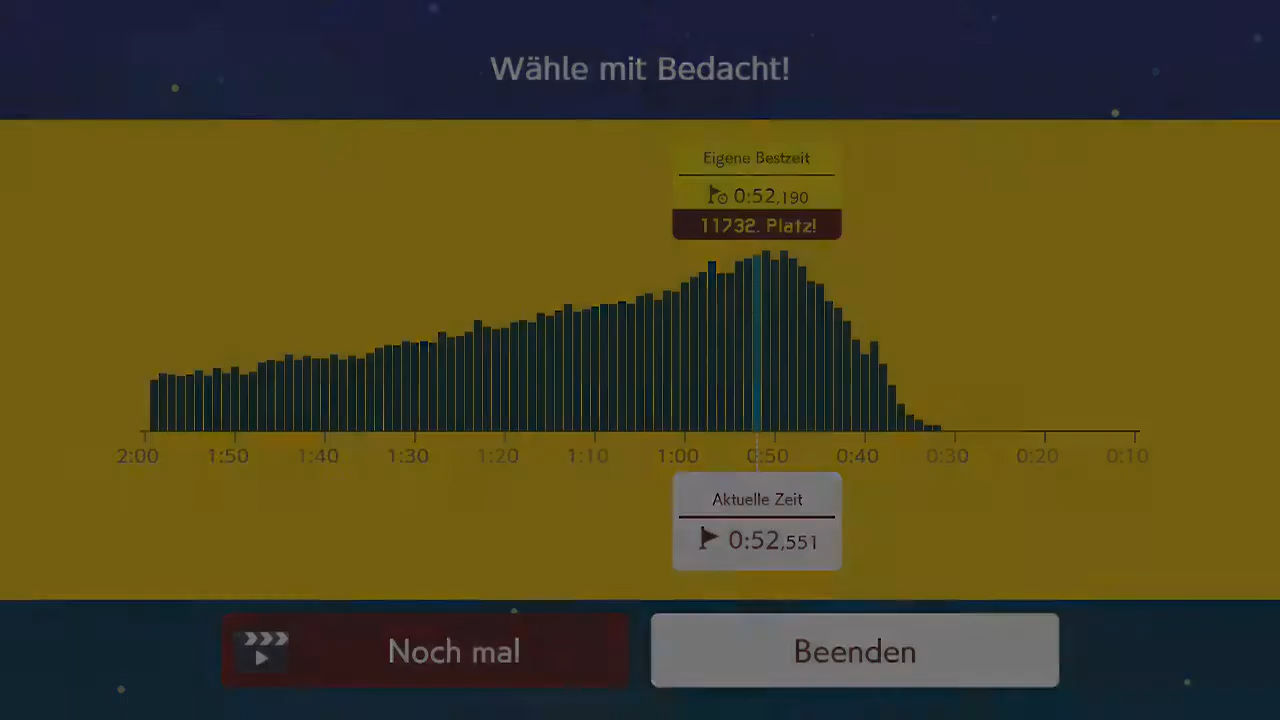 Wähle mit Bedacht!
Eigene Bestzeit
0:52,190
11732. Platz!
2:00 1:50 1:40 1:30 1:20 1:10 1:00 0:50 0:40 0:30 0:20 0:10
Aktuelle Zeit
0:52,551
Noch mal
Beenden